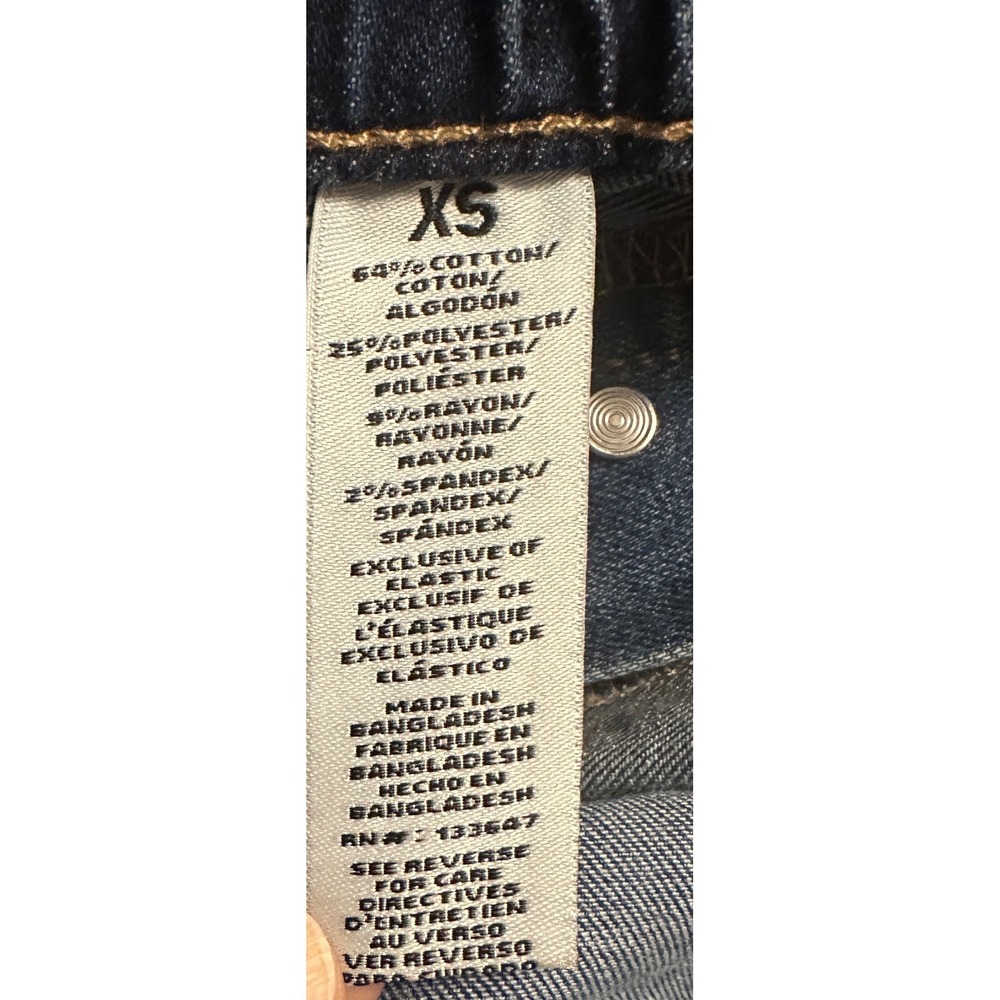 XS
64% COTTON/
COTON/
ALGODÓN
25% POLYESTER/
POLYESTER/
POLIÉSTER
9% RAYON/
RAYONNE/
RAYÓN
2% SPANDEX/
SPANDEX/
SPÁNDEX
EXCLUSIVE OF
ELASTIC
EXCLUSIF DE
L'ÉLASTIQUE
EXCLUSIVO DE
ELÁSTICO
MADE IN
BANGLADESH
FABRIQUE EN
BANGLADESH
HECHO EN
BANGLADESH
RN # : 133647
SEE REVERSE
FOR CARE
DIRECTIVES
D'ENTRETIEN
AU VERSO
VER REVERSO
PARA CUIDADO